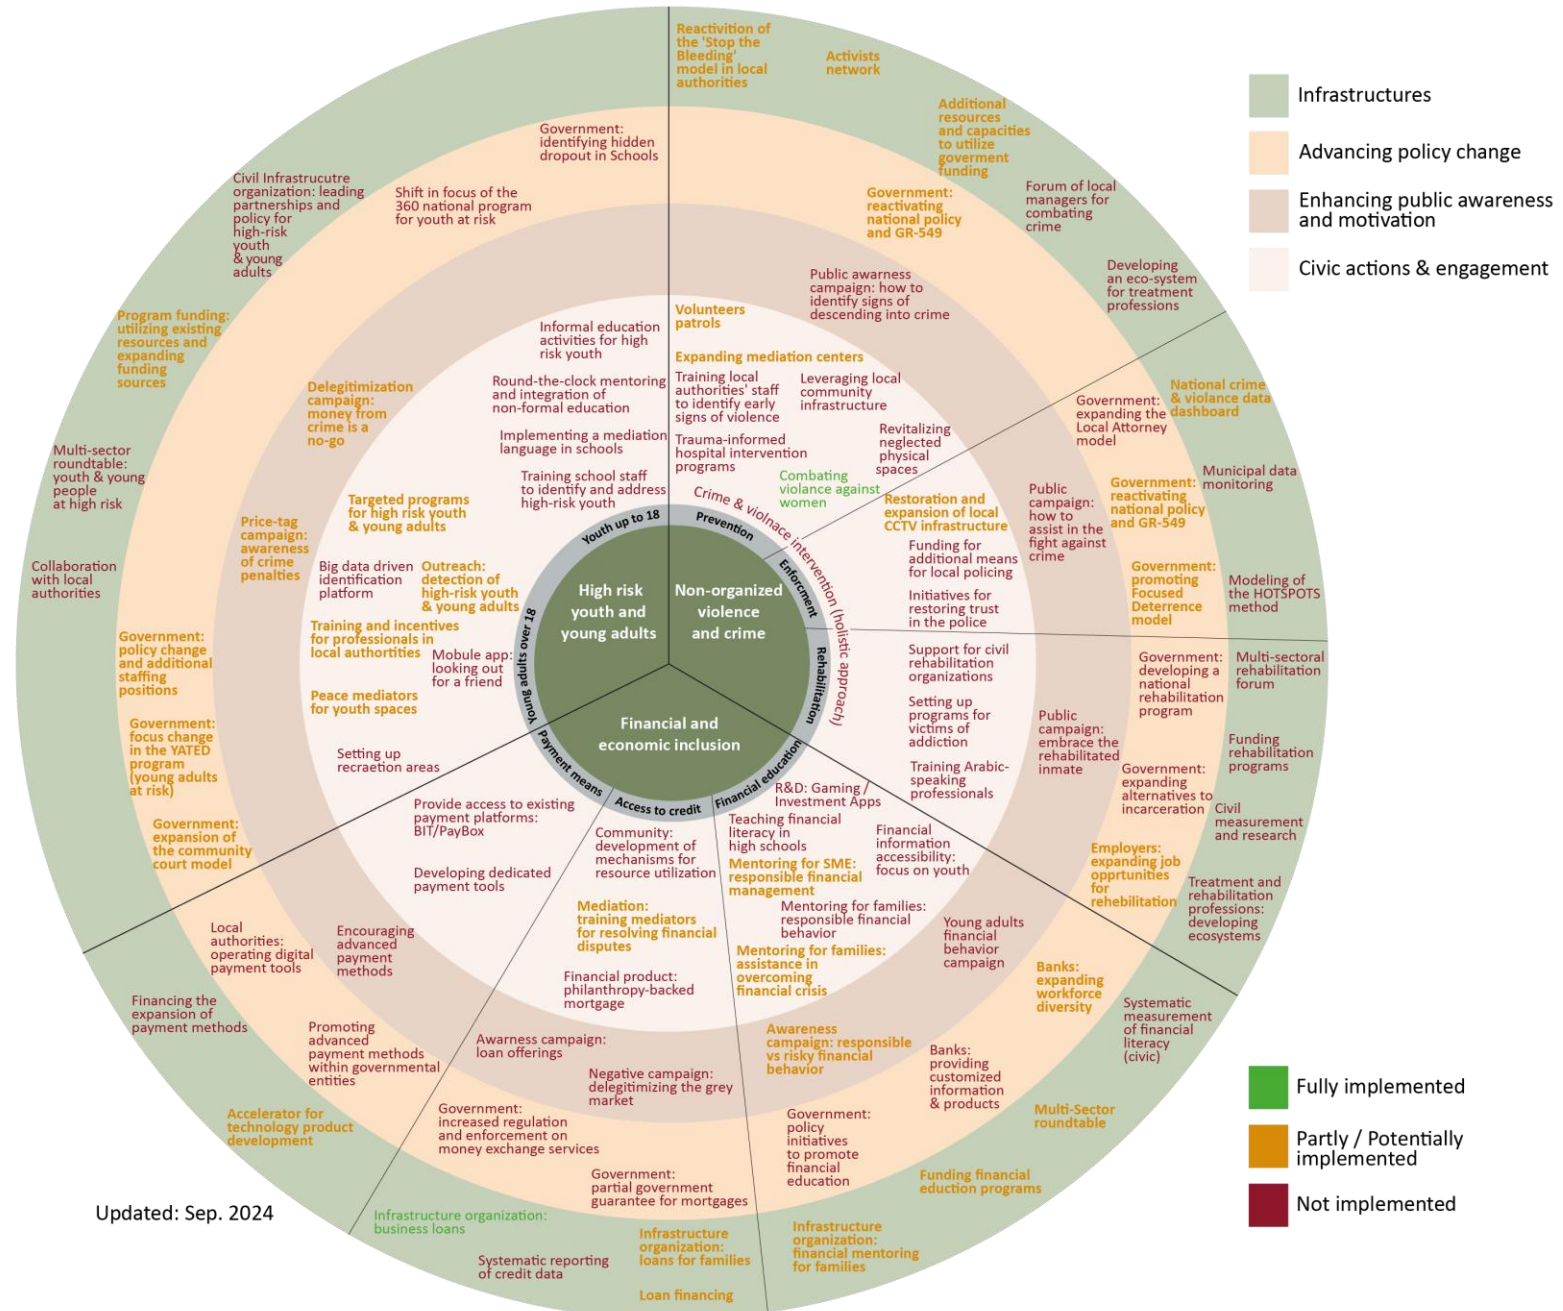 Reactivition of
the 'Stop the
Bleeding'
model in local
authorities
Activists
network
Additional
resources
and capacities
to utilize
goverment
funding
Forum of local
managers for
combating
crime
Developing
an eco-system
for treatment
professions
Government:
reactivating
national policy
and GR-549
Public awarness
campaign: how to
identify signs of
descending into crime
Volunteers
patrols
Expanding mediation centers
Training local
authorities' staff
to identify early
signs of violence
Leveraging local
community
infrastructure
Trauma-informed
hospital intervention
programs
Revitalizing
neglected
physical
spaces
Combating
violance against
women
National crime
& violence data
dashboard
Municipal data
monitoring
Modeling of
the HOTSPOTS
method
Government:
expanding the
Local Attorney
model
Government:
reactivating
national policy
and GR-549
Government:
promoting
Focused
Deterrence
model
Public
campaign:
how to
assist in the
fight against
crime
Restoration and
expansion of local
CCTV infrastructure
Funding for
additional means
for local policing
Initiatives for
restoring trust
in the police
Multi-sectoral
rehabilitation
forum
Funding
rehabilitation
programs
Civil
measurement
and research
Treatment and
rehabilitation
professions:
developing
ecosystems
Government:
developing a
national
rehabilitation
program
Government:
expanding
alternatives to
incarceration
Employers:
expanding job
opprtunities
for
rehebilitation
Public
campaign:
embrace the
rehabilitated
inmate
Support for civil
rehabilitation
organizations
Setting up
programs for
victims of
addiction
Training Arabic-
speaking
professionals
Government:
identifying hidden
dropout in Schools
Shift in focus of the
360 national program
for youth at risk
Civil Infrastrucutre
organization: leading
partnerships and
policy for
high-risk
youth
& young
adults
Program funding:
utilizing existing
resources and
expanding
funding
sources
Multi-sector
roundtable:
youth & young
people
at high risk
Collaboration
with local
authorities
Government:
policy change
and additional
staffing
positions
Government:
focus change
in the YATED
program
(young adults
at risk)
Government:
expansion of
the community
court model
Delegitimization
campaign:
money from
crime is a
no-go
Price-tag
campaign:
awareness
of crime
penalties
Informal education
activities for high
risk youth
Round-the-clock mentoring
and integration of
non-formal education
Implementing a mediation
language in schools
Training school staff
to identify and address
high-risk youth
Targeted programs
for high risk youth
& young adults
Big data driven
identification
platform
Outreach:
detection of
high-risk youth
& young adults
Training and incentives
for professionals in
local authortities
Mobule app:
looking out
for a friend
Peace mediators
for youth spaces
Setting up
recraetion areas
Crime & violnace intervention (holistic approach)
Youth up to 18
Prevention
Enforcment
Rehabilitation
Financial education
Access to credit
Payment means
Young adults over 18
High risk
youth and
young adults
Non-organized
violence
and crime
Financial and
economic inclusion
Provide access to existing
payment platforms:
BIT/PayBox
Developing dedicated
payment tools
Encouraging
advanced
payment
methods
Local
authorities:
operating digital
payment tools
Promoting
advanced
payment methods
within governmental
entities
Financing the
expansion of
payment methods
Accelerator for
technology product
development
Community:
development of
mechanisms for
resource utilization
Mediation:
training mediators
for resolving financial
disputes
Financial product:
philanthropy-backed
mortgage
Awarness campaign:
loan offerings
Negative campaign:
delegitimizing the grey
market
Government:
increased regulation
and enforcement on
money exchange services
Government:
partial government
guarantee for mortgages
Infrastructure organization:
business loans
Systematic reporting
of credit data
Infrastructure
organization:
loans for families
Loan financing
R&D: Gaming /
Investment Apps
Teaching financial
literacy in
high schools
Financial
information
accessibility:
focus on youth
Mentoring for SME:
responsible financial
management
Mentoring for families:
responsible financial
behavior
Mentoring for families:
assistance in
overcoming
financial crisis
Young adults
financial
behavior
campaign
Awareness
campaign: responsible
vs risky financial
behavior
Banks:
expanding
workforce
diversity
Banks:
providing
customized
information
& products
Government:
policy
initiatives
to promote
financial
education
Systematic
measurement
of financial
literacy
(civic)
Multi-Sector
roundtable
Funding financial
eduction programs
Infrastructure
organization:
financial mentoring
for families
Infrastructures
Advancing policy change
Enhancing public awareness
and motivation
Civic actions & engagement
Fully implemented
Partly / Potentially
implemented
Not implemented
Updated: Sep. 2024